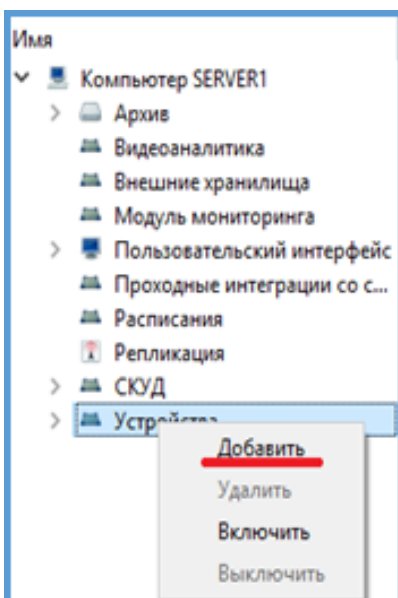 Имя
Компьютер SERVER1
Архив
Видеоаналитика
Внешние хранилища
Модуль мониторинга
Пользовательский интерфейс
Проходные интеграции со с...
Расписания
Репликация
СКУД
Устройства
Добавить
Удалить
Включить
Выключить